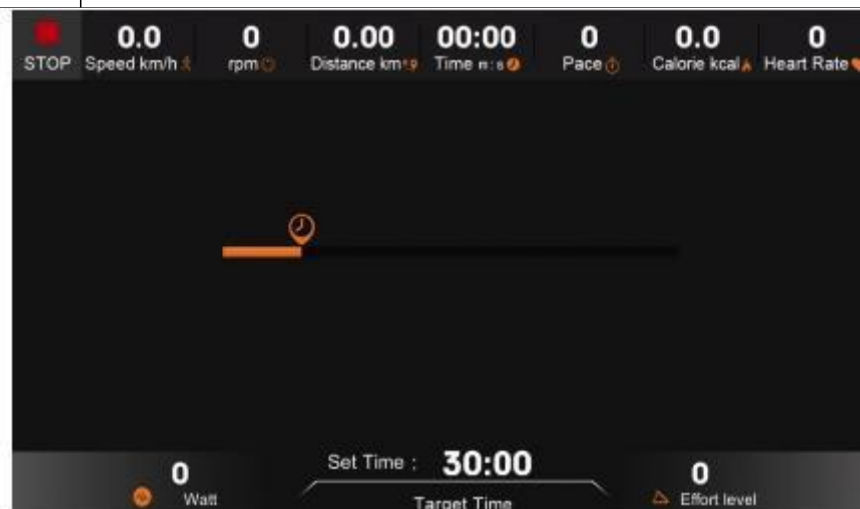 STOP
0.0
Speed km/h
0
rpm
0.00
Distance km
00:00
Time m:s
0
Pace
0.0
Calorie kcal
0
Heart Rate
0
Watt
Set Time : 30:00
Target Time
0
Effort level